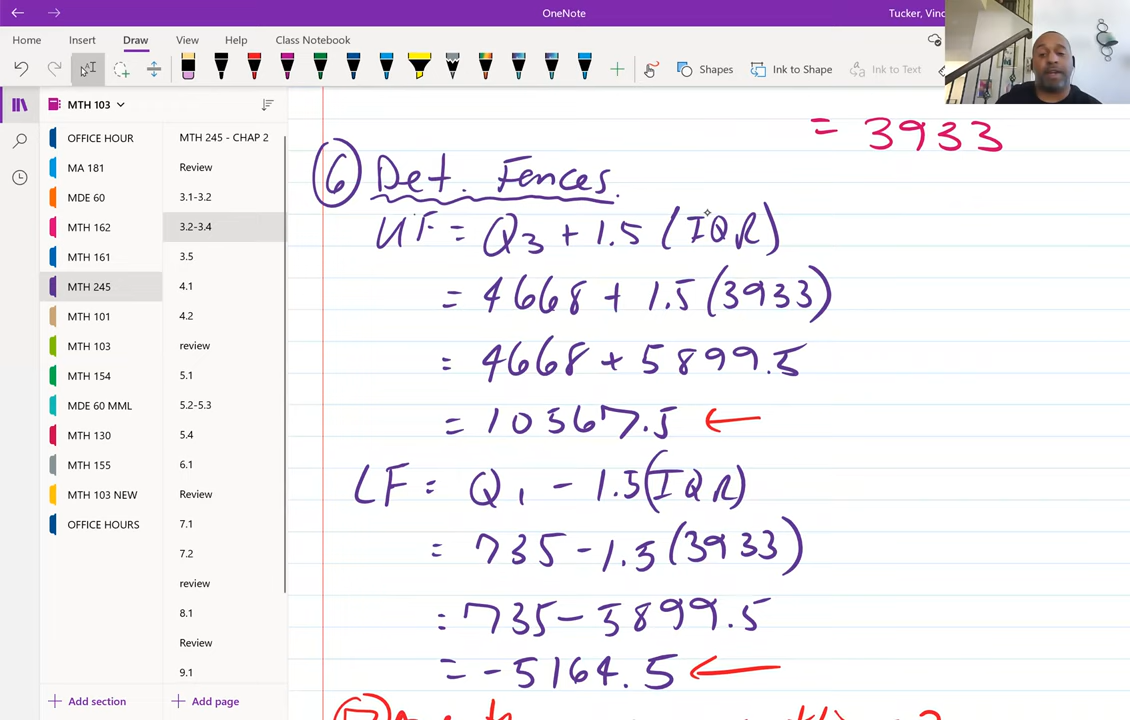 OneNote
Tucker, Vinc
Home Insert Draw View Help Class Notebook
Shapes Ink to Shape Ink to Text
MTH 103
OFFICE HOUR
MA 181
MDE 60
MTH 162
MTH 161
MTH 245
MTH 101
MTH 103
MTH 154
MDE 60 MML
MTH 130
MTH 155
MTH 103 NEW
OFFICE HOURS
Add section
MTH 245 - CHAP 2
Review
3.1-3.2
3.2-3.4
3.5
4.1
4.2
review
5.1
5.2-5.3
5.4
6.1
Review
7.1
7.2
review
8.1
Review
9.1
Add page
= 3933
6 Det. Fences.
UF = Q3 + 1.5 (IQR)
= 4668 + 1.5 (3933)
= 4668 + 5899.5
= 10567.5 ←
LF = Q1 - 1.5 (IQR)
= 735 - 1.5 (3933)
= 735 - 5899.5
= -5164.5 ←